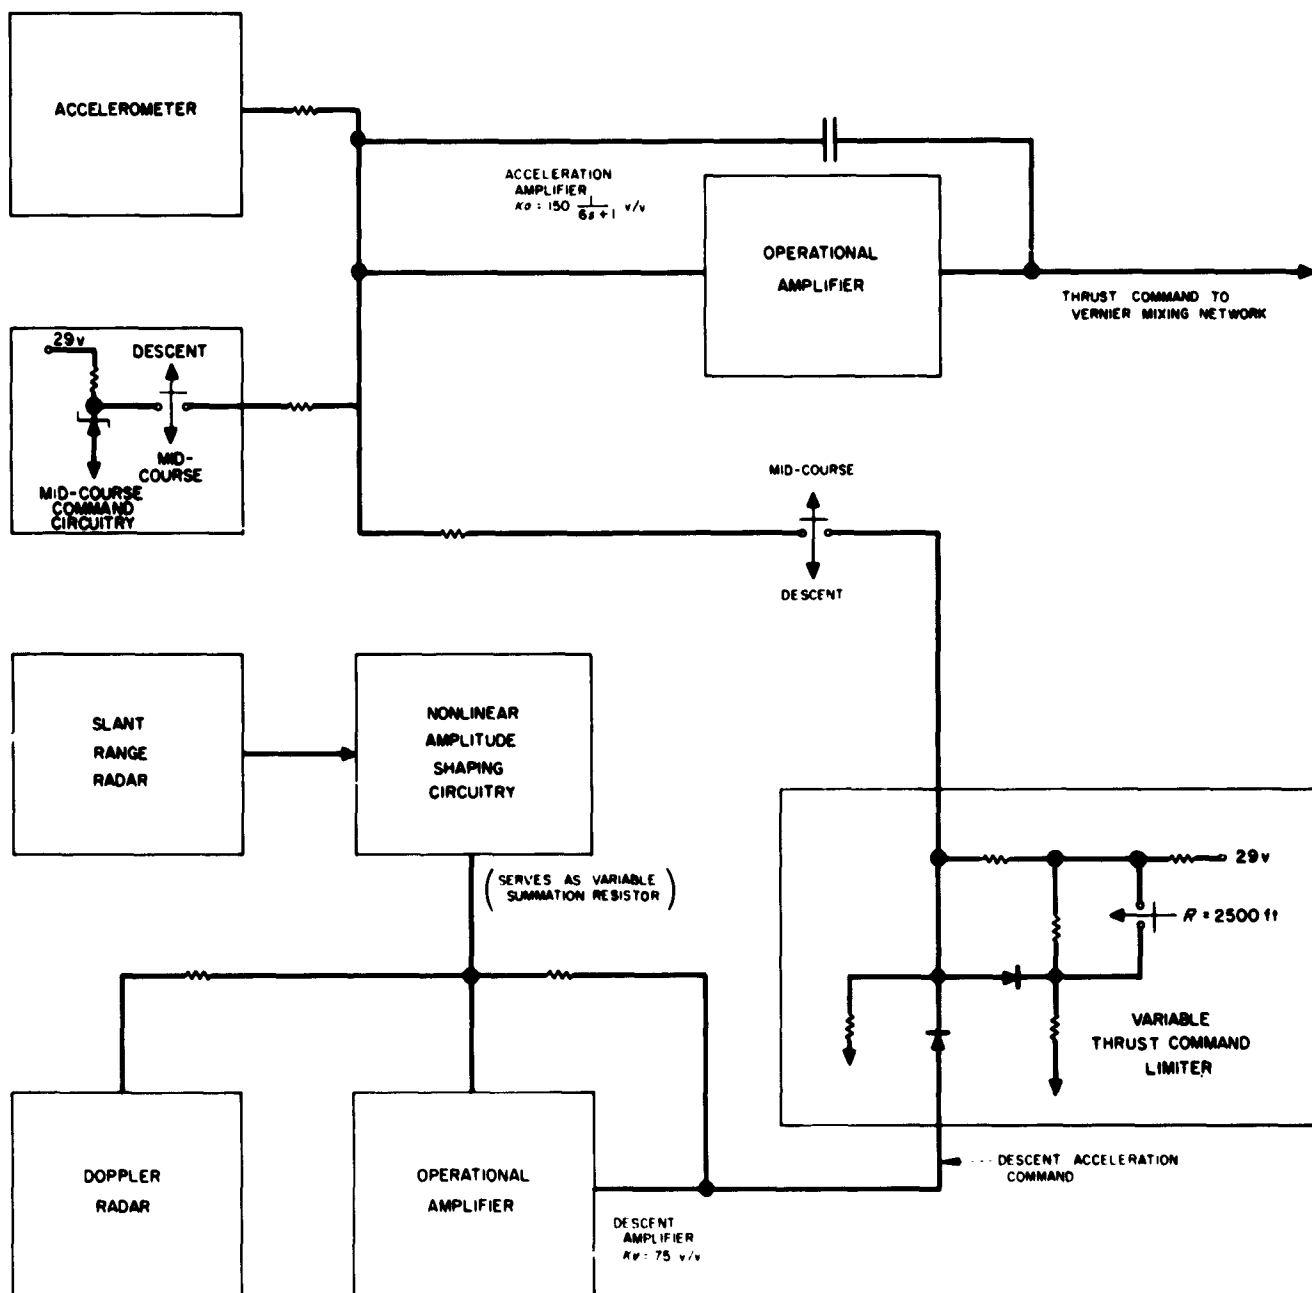 ACCELEROMETER
ACCELERATION
AMPLIFIER
Ka = 150 1/(6s + 1) v/v
OPERATIONAL
AMPLIFIER
THRUST COMMAND TO
VERNIER MIXING NETWORK
29v
DESCENT
MID-
COURSE
MID-COURSE
COMMAND
CIRCUITRY
MID-COURSE
DESCENT
SLANT
RANGE
RADAR
NONLINEAR
AMPLITUDE
SHAPING
CIRCUITRY
(SERVES AS VARIABLE
SUMMATION RESISTOR)
29v
R = 2500 ft
VARIABLE
THRUST COMMAND
LIMITER
DOPPLER
RADAR
OPERATIONAL
AMPLIFIER
DESCENT
AMPLIFIER
Kv = 75 v/v
DESCENT ACCELERATION
COMMAND